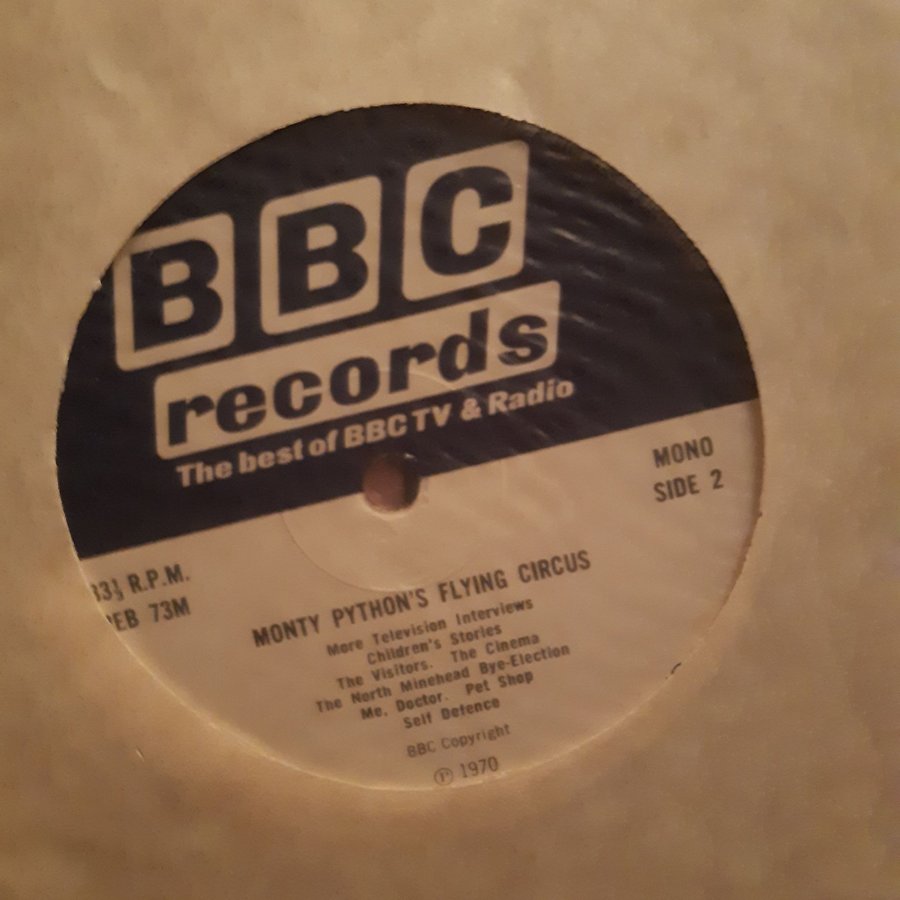 BBC
records
The best of BBC TV & Radio
MONO
SIDE 2
33⅓ R.P.M.
REB 73M
MONTY PYTHON'S FLYING CIRCUS
More Television Interviews
Children's Stories
The Visitors. The Cinema
The North Minehead Bye-Election
Me, Doctor. Pet Shop
Self Defence
BBC Copyright
Ⓟ 1970